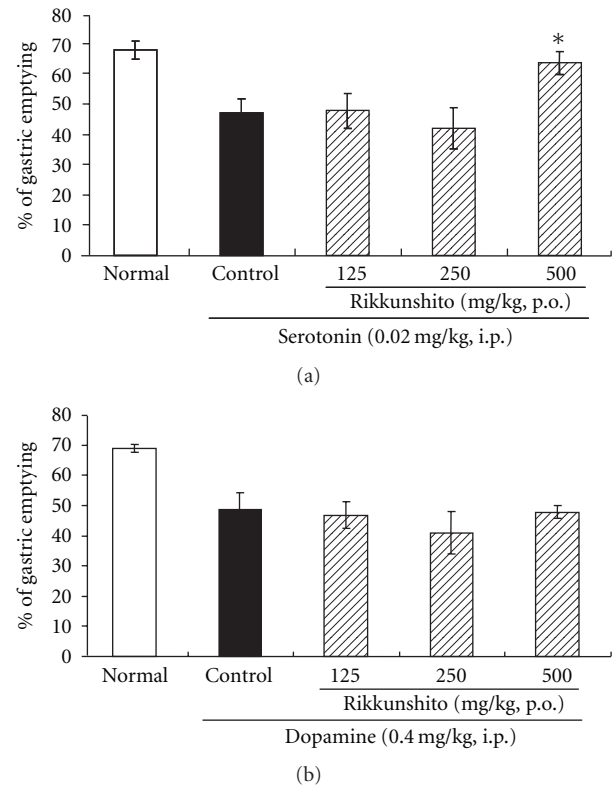 % of gastric emptying
80
70
60
50
40
30
20
10
0
*
Normal Control 125 250 500
Rikkunshito (mg/kg, p.o.)
Serotonin (0.02 mg/kg, i.p.)
(a)
% of gastric emptying
80
70
60
50
40
30
20
10
0
Normal Control 125 250 500
Rikkunshito (mg/kg, p.o.)
Dopamine (0.4 mg/kg, i.p.)
(b)